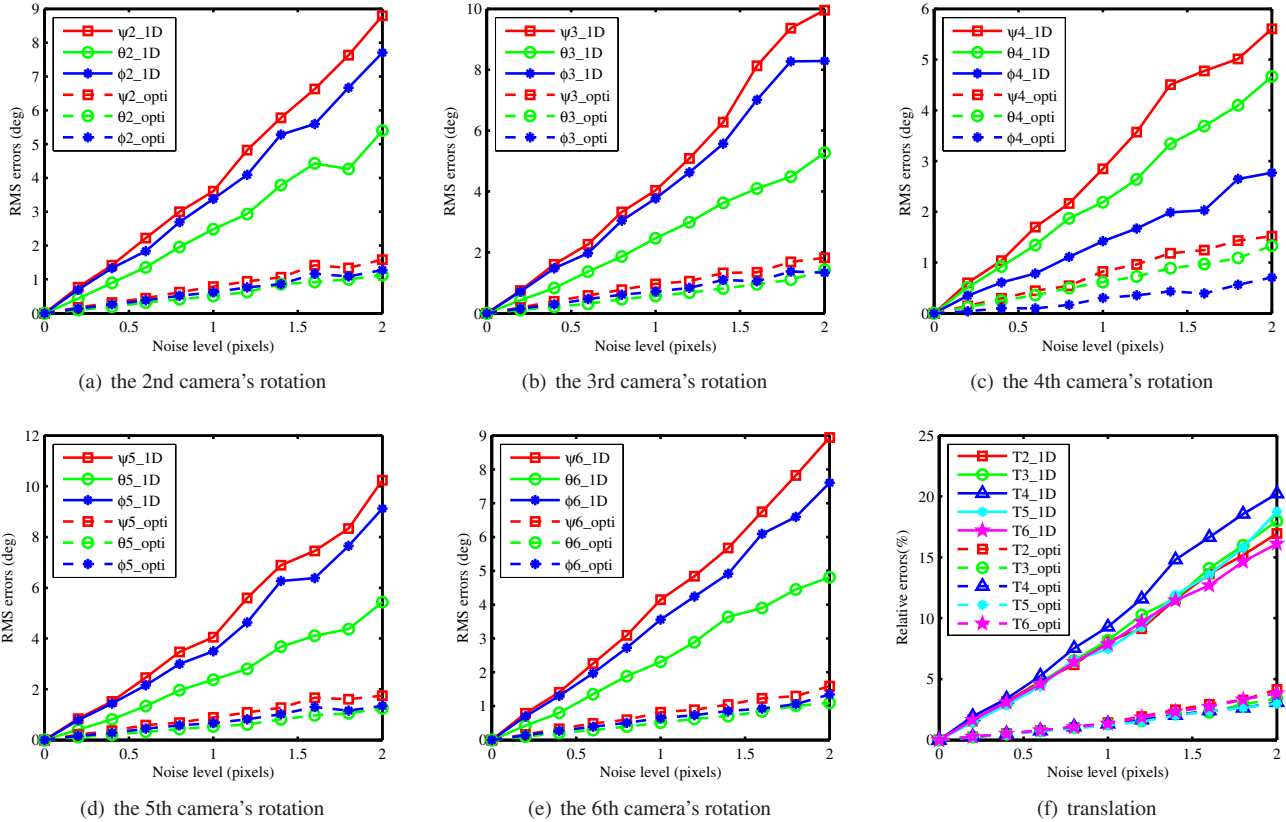 9
8
7
6
5
4
3
2
1
0
RMS errors (deg)
ψ2_1D
θ2_1D
ϕ2_1D
ψ2_opti
θ2_opti
ϕ2_opti
0 0.5 1 1.5 2
Noise level (pixels)
(a) the 2nd camera's rotation
10
8
6
4
2
0
RMS errors (deg)
ψ3_1D
θ3_1D
ϕ3_1D
ψ3_opti
θ3_opti
ϕ3_opti
0 0.5 1 1.5 2
Noise level (pixels)
(b) the 3rd camera's rotation
6
5
4
3
2
1
0
RMS errors (deg)
ψ4_1D
θ4_1D
ϕ4_1D
ψ4_opti
θ4_opti
ϕ4_opti
0 0.5 1 1.5 2
Noise level (pixels)
(c) the 4th camera's rotation
12
10
8
6
4
2
0
RMS errors (deg)
ψ5_1D
θ5_1D
ϕ5_1D
ψ5_opti
θ5_opti
ϕ5_opti
0 0.5 1 1.5 2
Noise level (pixels)
(d) the 5th camera's rotation
9
8
7
6
5
4
3
2
1
0
RMS errors (deg)
ψ6_1D
θ6_1D
ϕ6_1D
ψ6_opti
θ6_opti
ϕ6_opti
0 0.5 1 1.5 2
Noise level (pixels)
(e) the 6th camera's rotation
25
20
15
10
5
0
Relative errors(%)
T2_1D
T3_1D
T4_1D
T5_1D
T6_1D
T2_opti
T3_opti
T4_opti
T5_opti
T6_opti
0 0.5 1 1.5 2
Noise level (pixels)
(f) translation